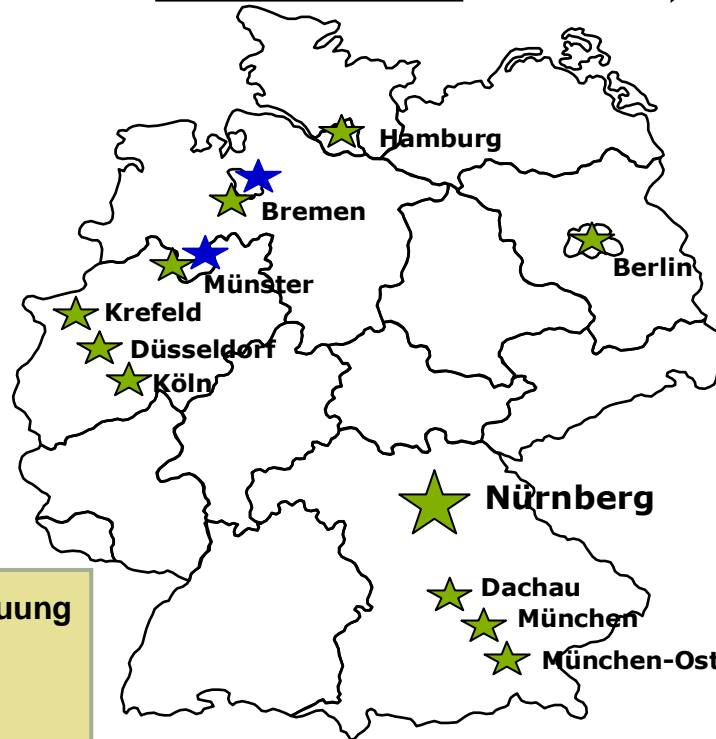 Hamburg
Bremen
Berlin
Münster
Krefeld
Düsseldorf
Köln
Nürnberg
Dachau
uung
München
München-Ost